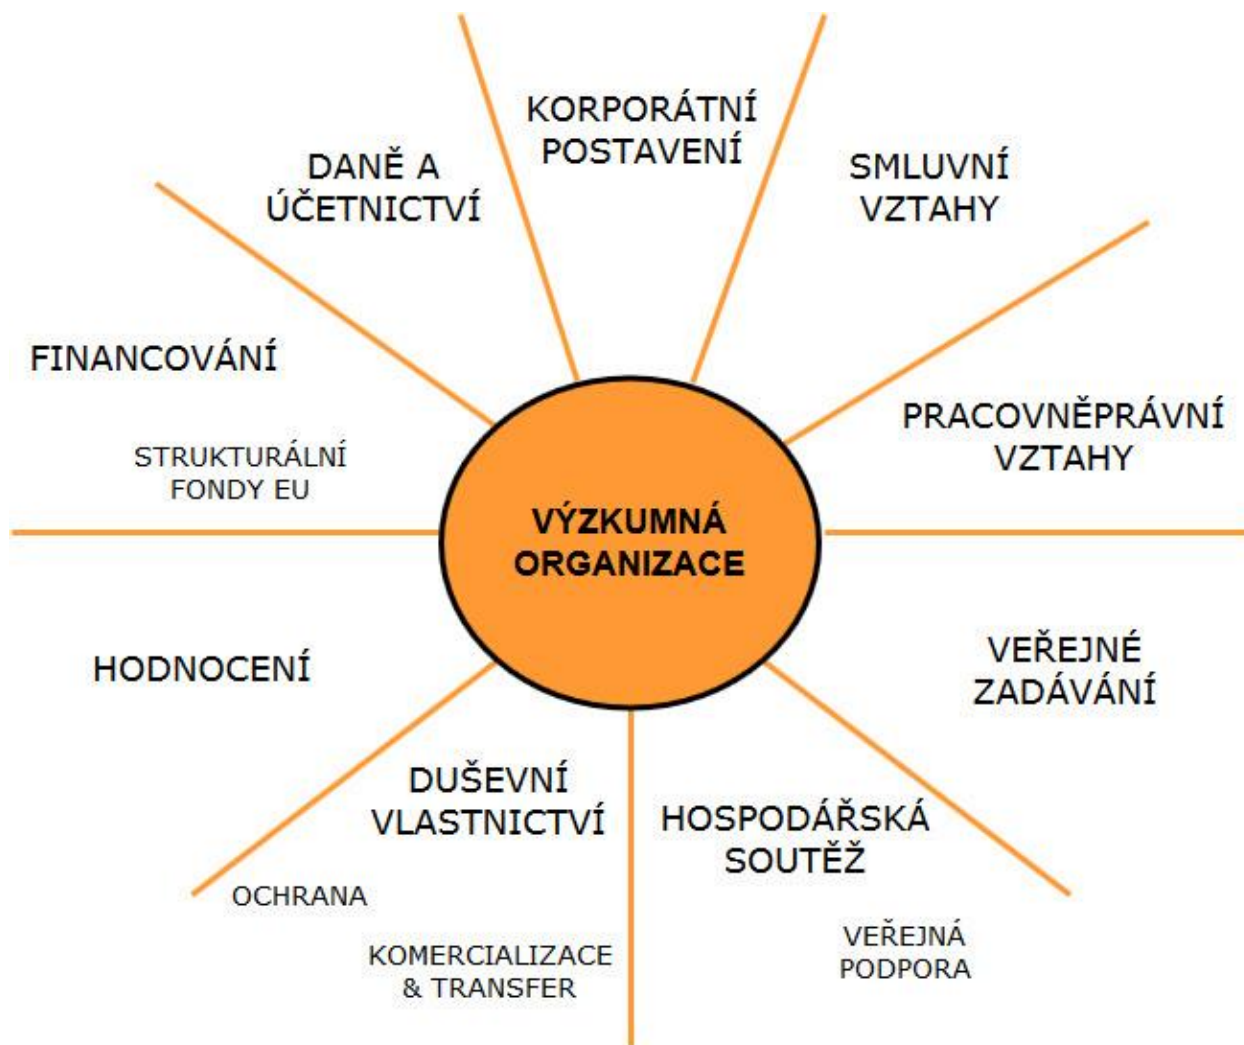 KORPORÁTNÍ
POSTAVENÍ
DANĚ A
ÚČETNICTVÍ
SMLUVNÍ
VZTAHY
FINANCOVÁNÍ
STRUKTURÁLNÍ
FONDY EU
PRACOVNĚPRÁVNÍ
VZTAHY
VÝZKUMNÁ
ORGANIZACE
HODNOCENÍ
VEŘEJNÉ
ZADÁVÁNÍ
DUŠEVNÍ
VLASTNICTVÍ
OCHRANA
KOMERCIALIZACE
& TRANSFER
HOSPODÁŘSKÁ
SOUTĚŽ
VEŘEJNÁ
PODPORA